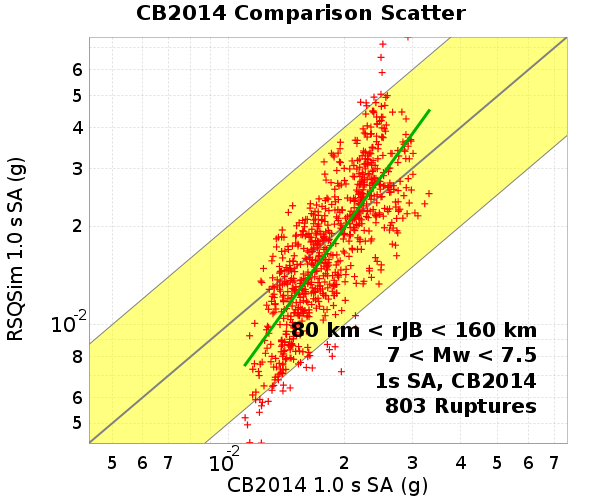 CB2014 Comparison Scatter
RSQSim 1.0 s SA (g)
6
5
4
3
2
10-2
8
6
5
80 km < rJB < 160 km
7 < Mw < 7.5
1s SA, CB2014
803 Ruptures
5 6 7 10-2 2 3 4 5 6 7
CB2014 1.0 s SA (g)